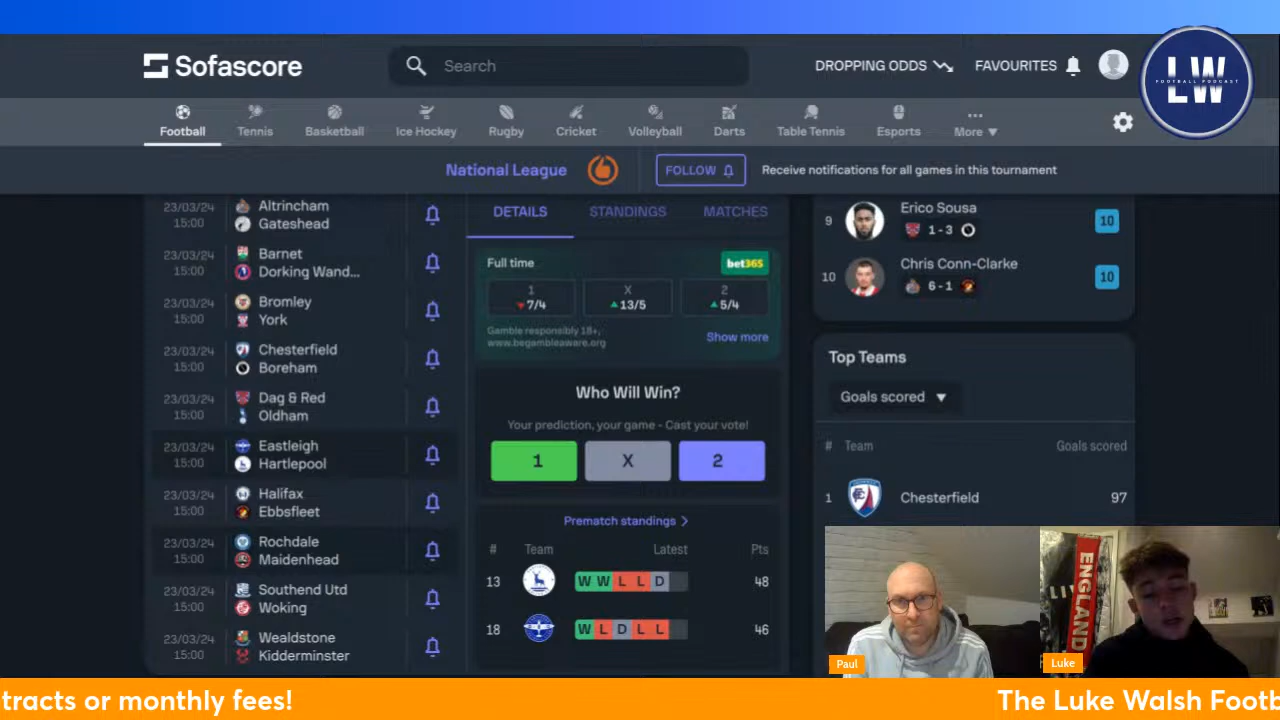 Sofascore
Search
DROPPING ODDS
FAVOURITES
LW
FOOTBALL PODCAST
Football
Tennis
Basketball
Ice Hockey
Rugby
Cricket
Volleyball
Darts
Table Tennis
Esports
More ▼
National League
FOLLOW
Receive notifications for all games in this tournament
23/03/24
15:00
Altrincham
Gateshead
23/03/24
15:00
Barnet
Dorking Wand...
23/03/24
15:00
Bromley
York
23/03/24
15:00
Chesterfield
Boreham
23/03/24
15:00
Dag & Red
Oldham
23/03/24
15:00
Eastleigh
Hartlepool
23/03/24
15:00
Halifax
Ebbsfleet
23/03/24
15:00
Rochdale
Maidenhead
23/03/24
15:00
Southend Utd
Woking
23/03/24
15:00
Wealdstone
Kidderminster
DETAILS
STANDINGS
MATCHES
Full time
bet365
1
7/4
X
13/5
2
5/4
Gamble responsibly 18+,
www.begambleaware.org
Show more
Who Will Win?
Your prediction, your game - Cast your vote!
1
X
2
Prematch standings >
# Team Latest Pts
13 W W L L D 48
18 W L D L L 46
9
Erico Sousa
1 - 3
10
10
Chris Conn-Clarke
6 - 1
10
Top Teams
Goals scored ▼
# Team Goals scored
1 Chesterfield 97
ENGLAND
Paul
Luke
tracts or monthly fees!
The Luke Walsh Footb